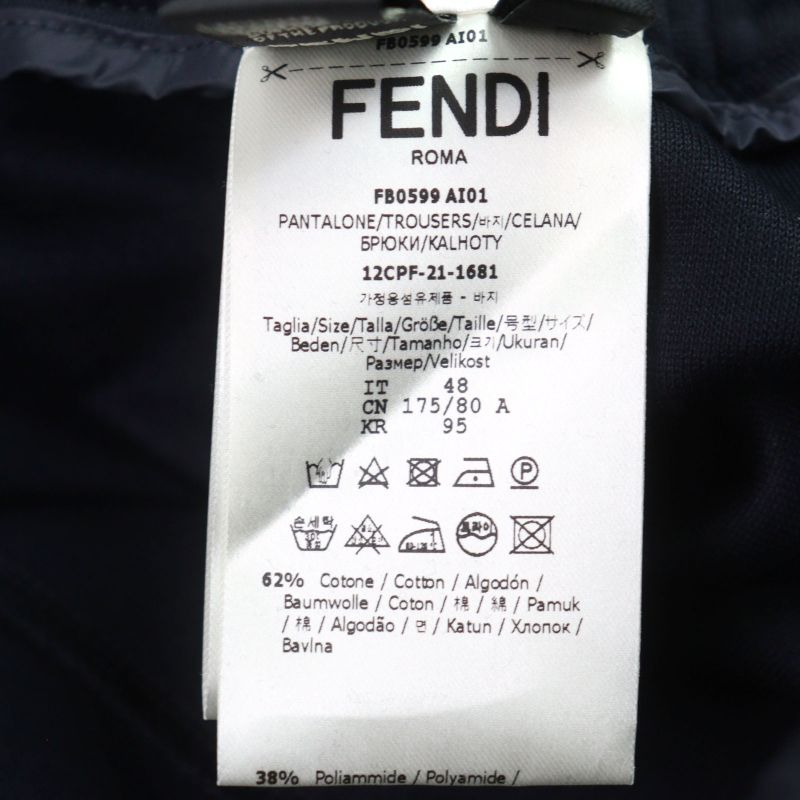 OF THE PRODUCT
FB0599 AI01
FENDI
ROMA
FB0599 AI01
PANTALONE/TROUSERS/바지/CELANA/
БРЮКИ/KALHOTY
12CPF-21-1681
가정용섬유제품 - 바지
Taglia/Size/Talla/Größe/Taille/号型/サイズ/
Beden/尺寸/Tamanho/크기/Ukuran/
Размер/Velikost
IT 48
CN 175/80 A
KR 95
P
손세탁
드라이
62% Cotone / Cotton / Algodón /
Baumwolle / Coton / 棉 / 綿 / Pamuk
/ 棉 / Algodão / 면 / Katun / Хлопок /
Bavlna
38% Poliammide / Polyamide /